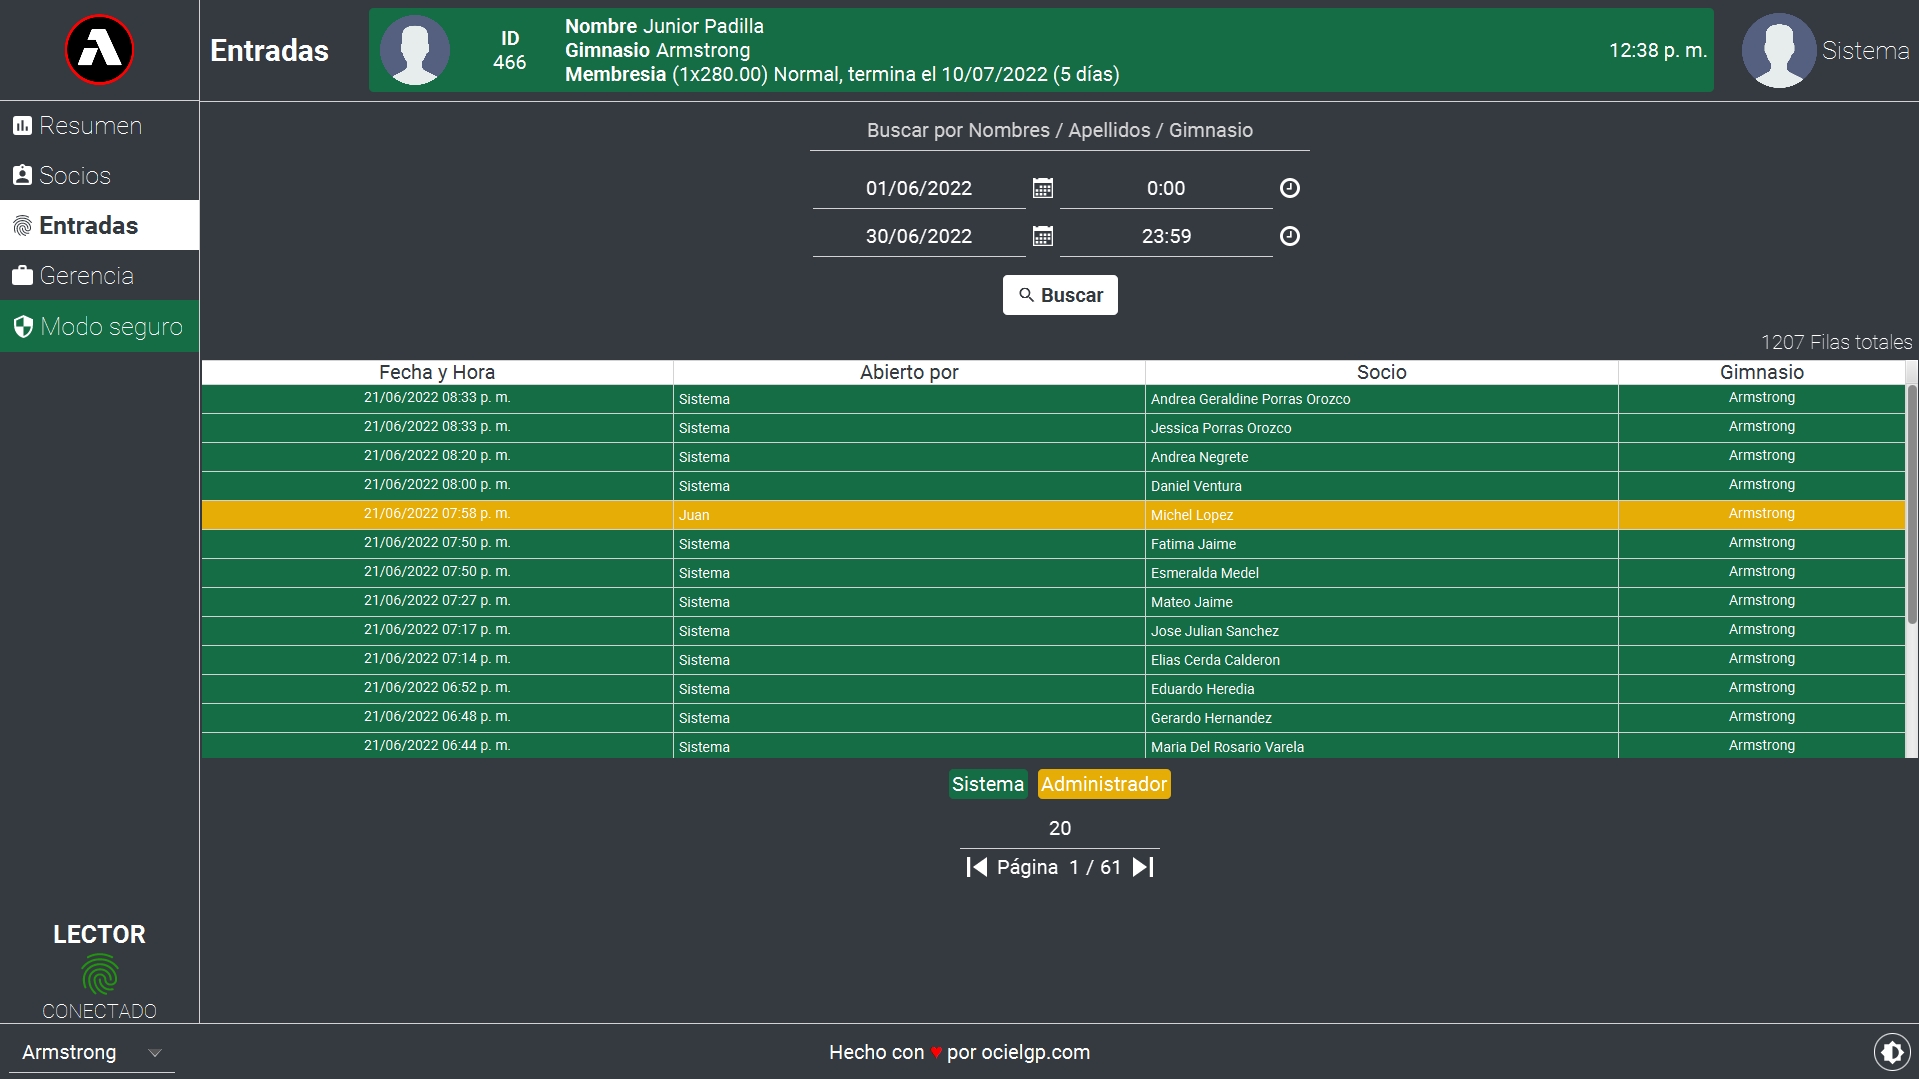 Entradas
ID
466
Nombre Junior Padilla
Gimnasio Armstrong
Membresia (1x280.00) Normal, termina el 10/07/2022 (5 días)
12:38 p. m.
Sistema
Resumen
Socios
Entradas
Gerencia
Modo seguro
Buscar por Nombres / Apellidos / Gimnasio
01/06/2022 0:00
30/06/2022 23:59
Buscar
1207 Filas totales
Fecha y Hora Abierto por Socio Gimnasio
21/06/2022 08:33 p. m. Sistema Andrea Geraldine Porras Orozco Armstrong
21/06/2022 08:33 p. m. Sistema Jessica Porras Orozco Armstrong
21/06/2022 08:20 p. m. Sistema Andrea Negrete Armstrong
21/06/2022 08:00 p. m. Sistema Daniel Ventura Armstrong
21/06/2022 07:58 p. m. Juan Michel Lopez Armstrong
21/06/2022 07:50 p. m. Sistema Fatima Jaime Armstrong
21/06/2022 07:50 p. m. Sistema Esmeralda Medel Armstrong
21/06/2022 07:27 p. m. Sistema Mateo Jaime Armstrong
21/06/2022 07:17 p. m. Sistema Jose Julian Sanchez Armstrong
21/06/2022 07:14 p. m. Sistema Elias Cerda Calderon Armstrong
21/06/2022 06:52 p. m. Sistema Eduardo Heredia Armstrong
21/06/2022 06:48 p. m. Sistema Gerardo Hernandez Armstrong
21/06/2022 06:44 p. m. Sistema Maria Del Rosario Varela Armstrong
Sistema Administrador
20
Página 1 / 61
LECTOR
CONECTADO
Armstrong
Hecho con ♥ por ocielgp.com